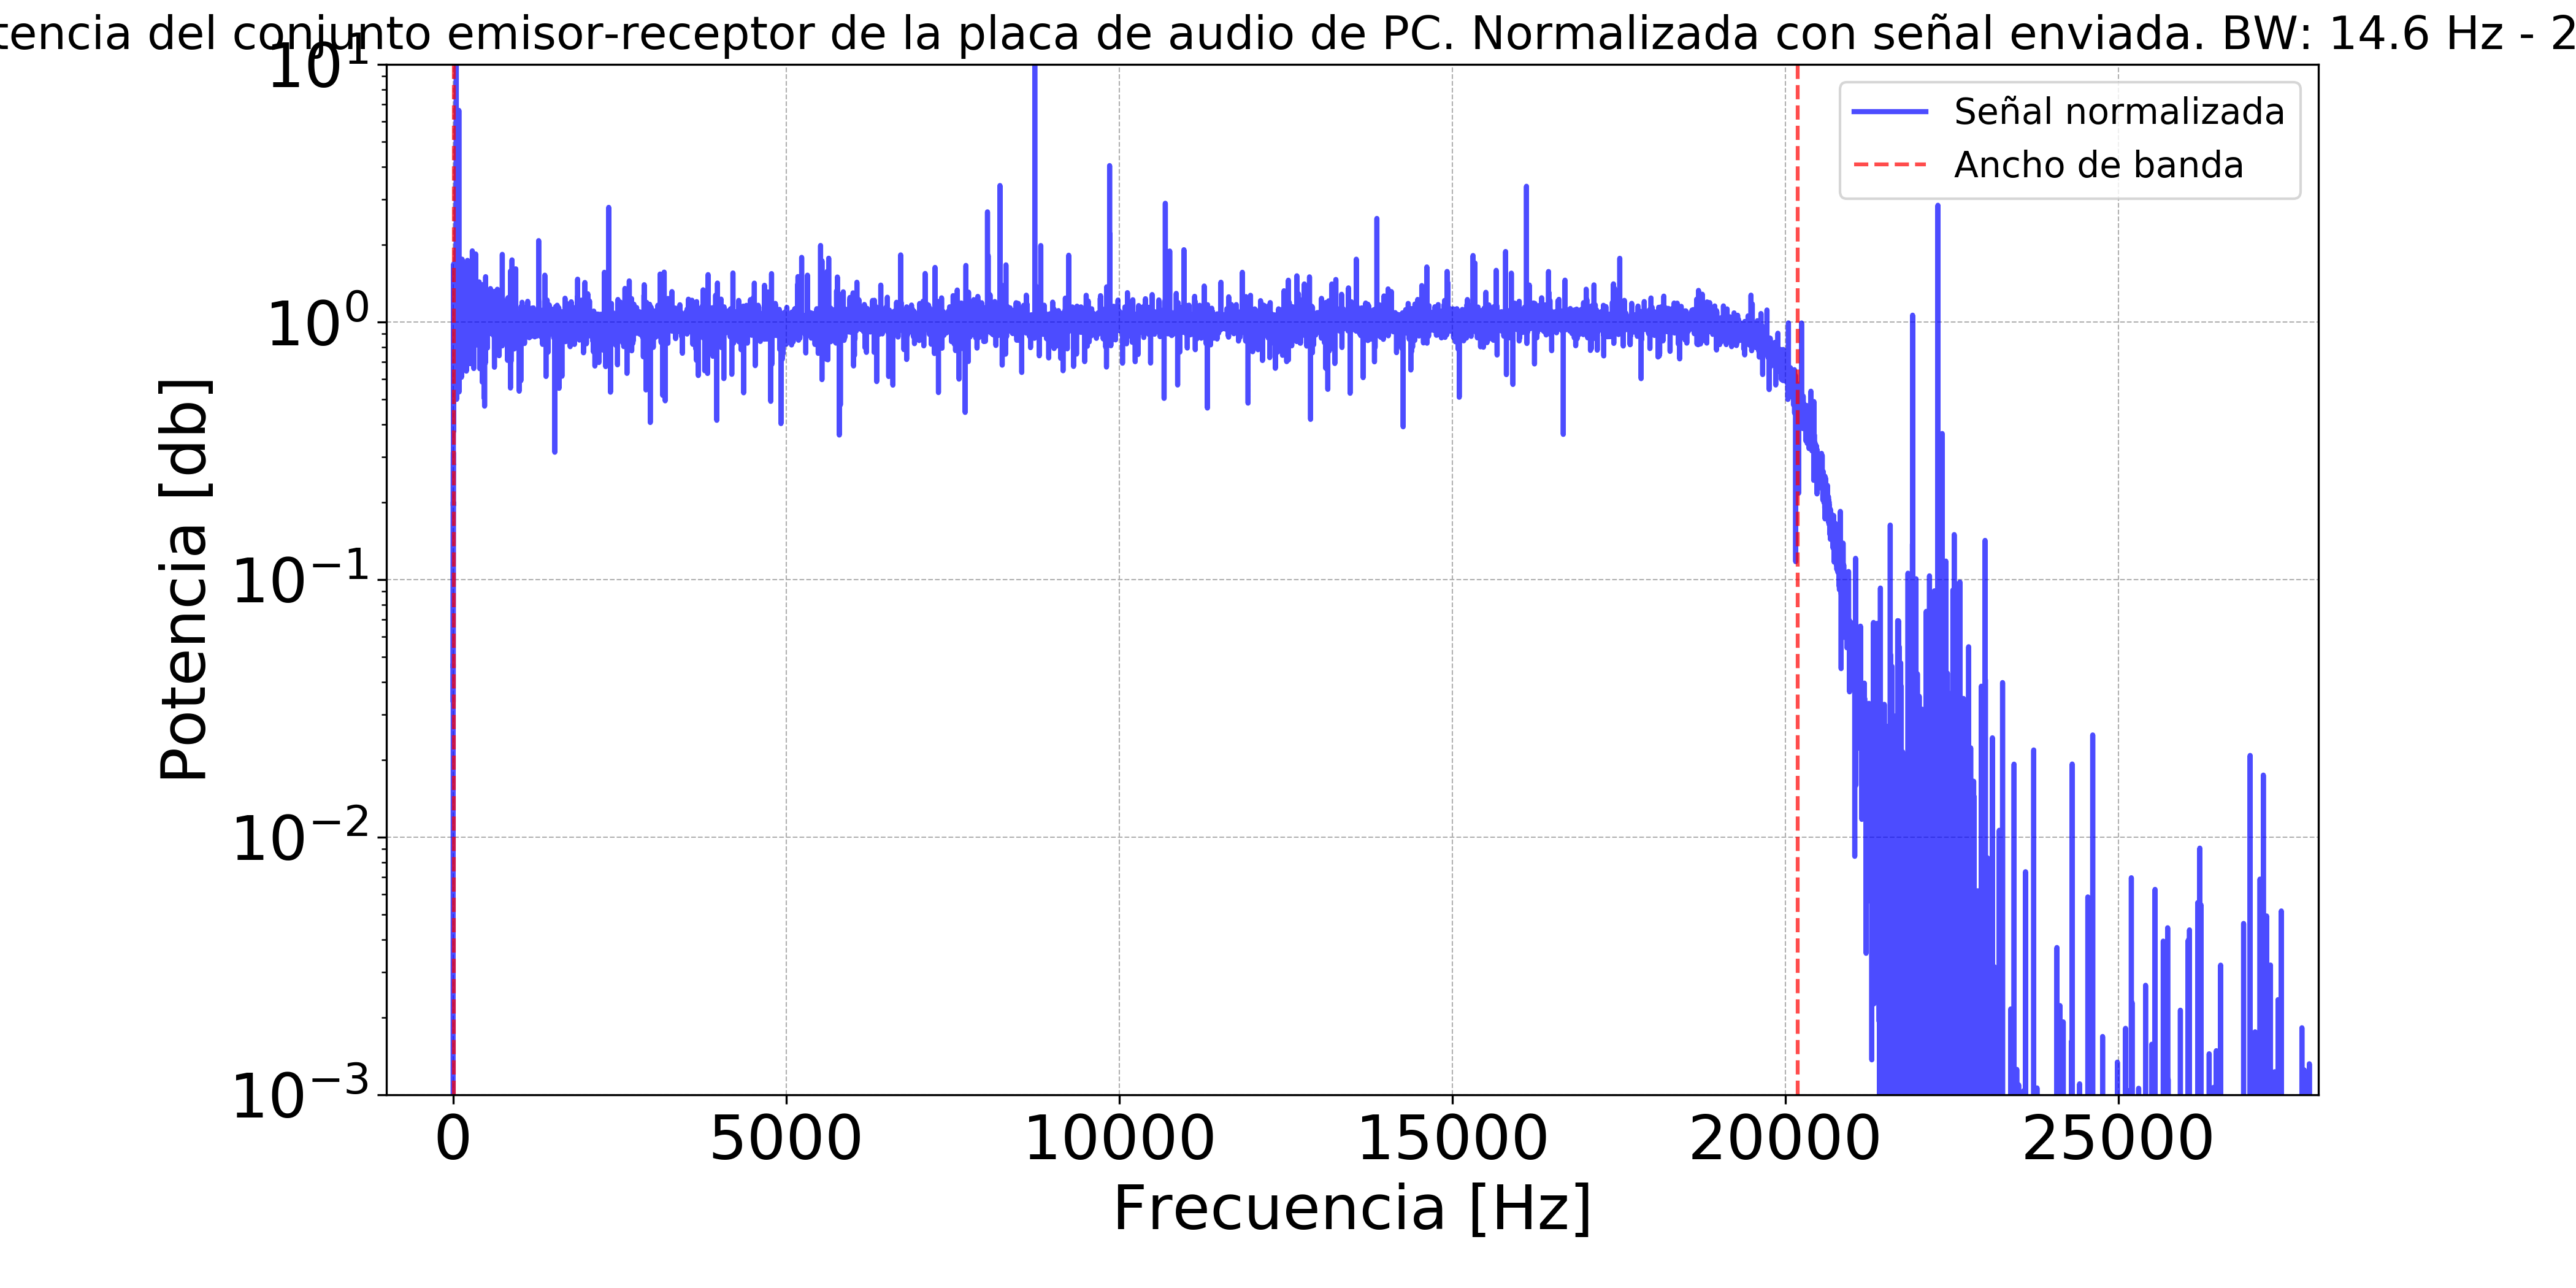 tencia del conjunto emisor-receptor de la placa de audio de PC. Normalizada con señal enviada. BW: 14.6 Hz - 2
Señal normalizada
Ancho de banda
Potencia [db]
10¹
10⁰
10⁻¹
10⁻²
10⁻³
0 5000 10000 15000 20000 25000
Frecuencia [Hz]